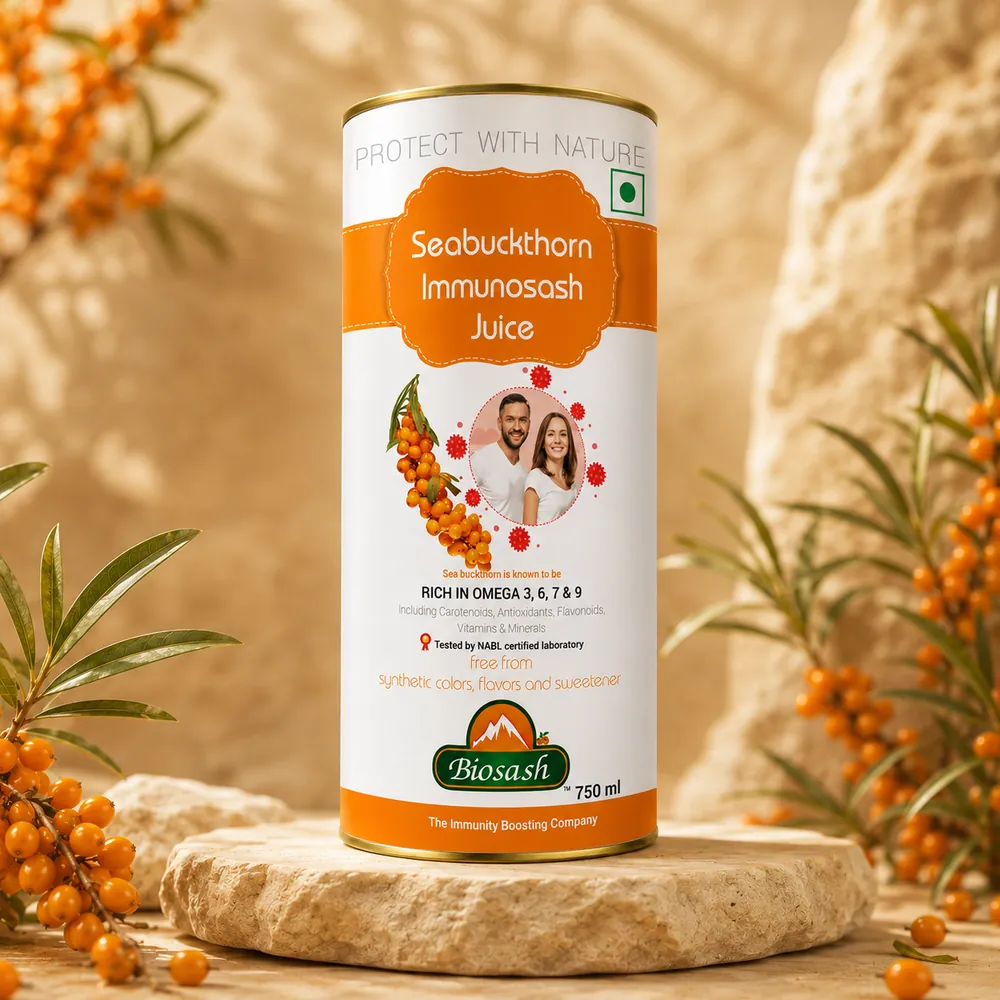 PROTECT WITH NATURE
Seabuckthorn
Immunosash
Juice
Sea buckthorn is known to be
RICH IN OMEGA 3, 6, 7 & 9
Including Carotenoids, Antioxidants, Flavonoids,
Vitamins & Minerals
Tested by NABL certified laboratory
free from
synthetic colors, flavors and sweetener
Biosash
™ 750 ml
The Immunity Boosting Company